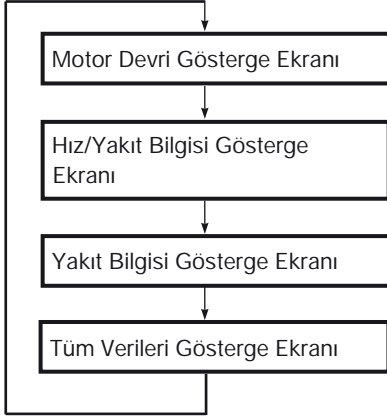 Motor Devri Gösterge Ekranı
Hız/Yakıt Bilgisi Gösterge
Ekranı
Yakıt Bilgisi Gösterge Ekranı
Tüm Verileri Gösterge Ekranı